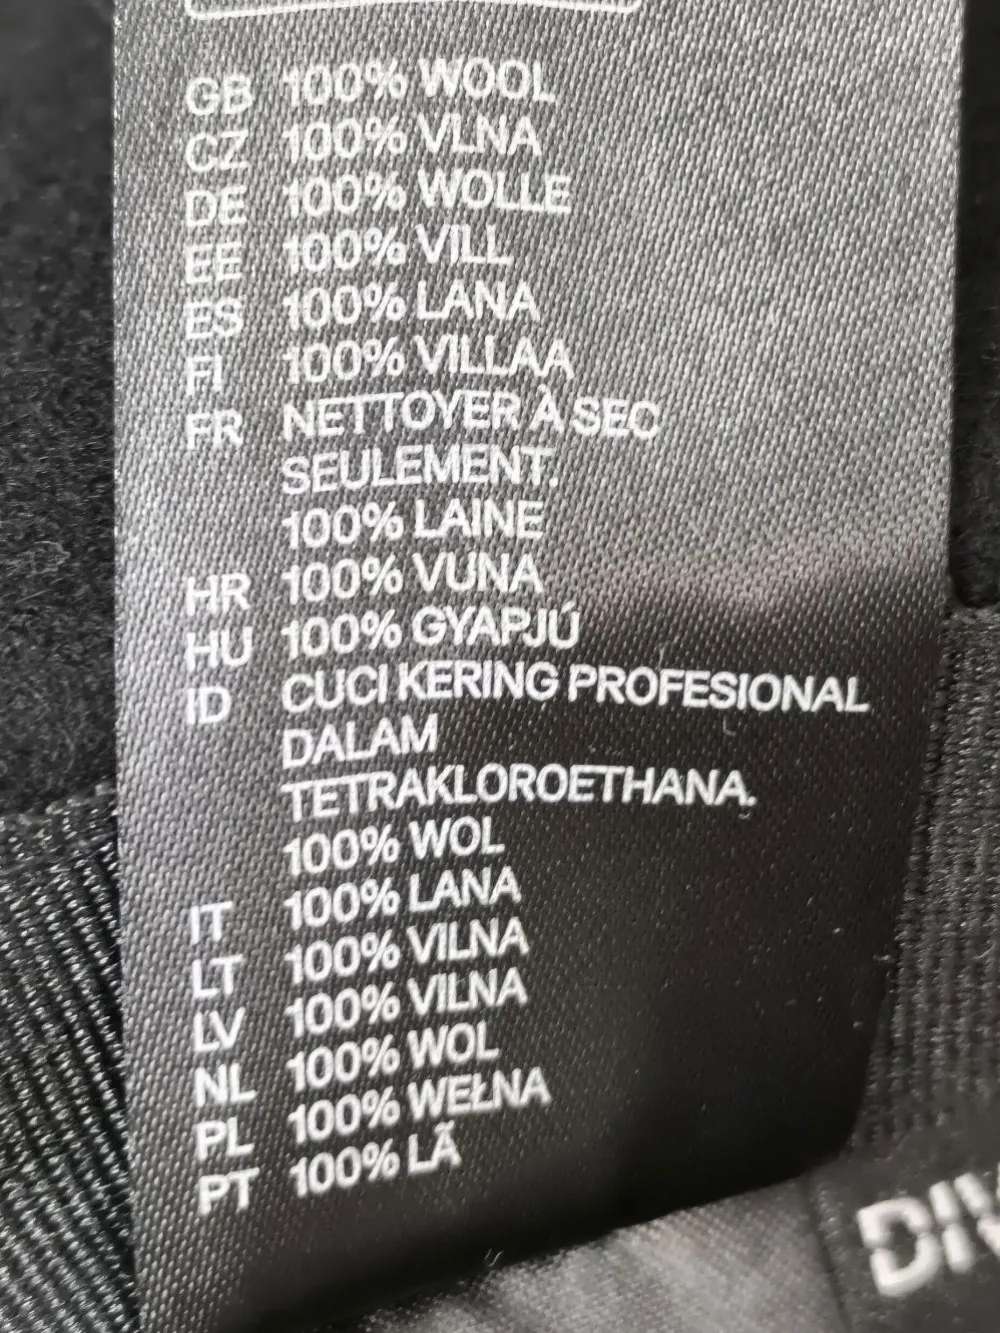 GB 100% WOOL
CZ 100% VLNA
DE 100% WOLLE
EE 100% VILL
ES 100% LANA
FI 100% VILLAA
FR NETTOYER À SEC
SEULEMENT.
100% LAINE
HR 100% VUNA
HU 100% GYAPJÚ
ID CUCI KERING PROFESIONAL
DALAM
TETRAKLOROETHANA.
100% WOL
IT 100% LANA
LT 100% VILNA
LV 100% VILNA
NL 100% WOL
PL 100% WEŁNA
PT 100% LÃ